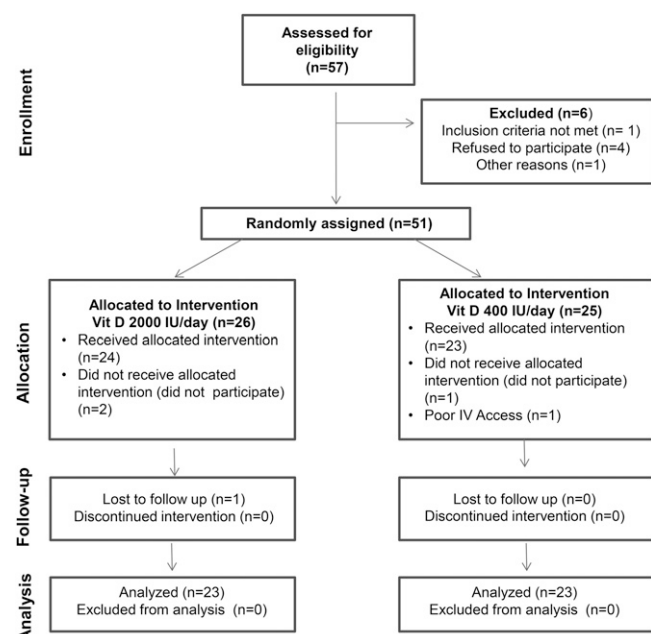 Enrollment
Assessed for
eligibility
(n=57)
Excluded (n=6)
Inclusion criteria not met (n= 1)
Refused to participate (n=4)
Other reasons (n=1)
Randomly assigned (n=51)
Allocation
Allocated to Intervention
Vit D 2000 IU/day (n=26)
• Received allocated intervention
(n=24)
• Did not receive allocated
intervention (did not participate)
(n=2)
Allocated to Intervention
Vit D 400 IU/day (n=25)
• Received allocated intervention
(n=23)
• Did not receive allocated
intervention (did not participate)
(n=1)
• Poor IV Access (n=1)
Follow-up
Lost to follow up (n=1)
Discontinued intervention (n=0)
Lost to follow up (n=0)
Discontinued intervention (n=0)
Analysis
Analyzed (n=23)
Excluded from analysis (n=0)
Analyzed (n=23)
Excluded from analysis (n=0)